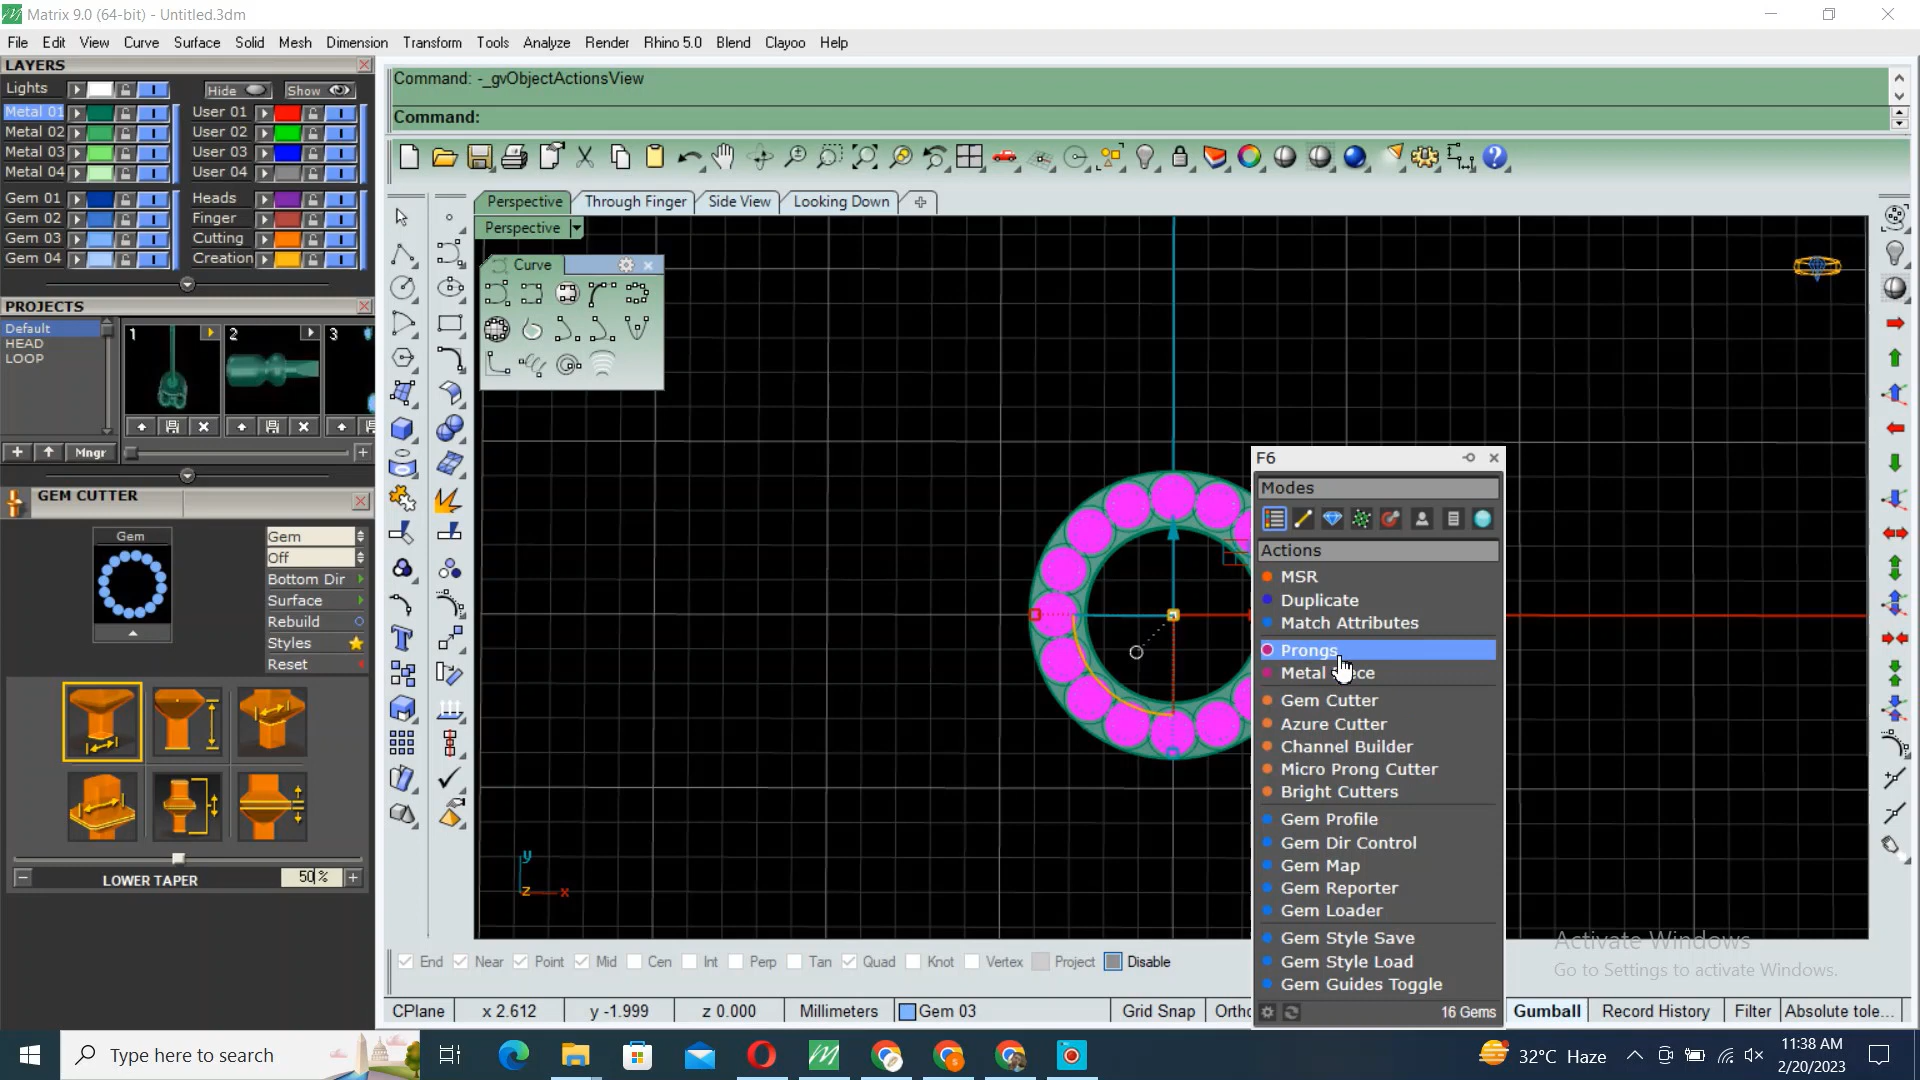 Matrix 9.0 (64-bit) - Untitled.3dm
File Edit View Curve Surface Solid Mesh Dimension Transform Tools Analyze Render Rhino 5.0 Blend Clayoo Help
LAYERS
Lights Hide Show
Metal 01 User 01
Metal 02 User 02
Metal 03 User 03
Metal 04 User 04
Gem 01 Heads
Gem 02 Finger
Gem 03 Cutting
Gem 04 Creation
PROJECTS
Default
HEAD
LOOP
1 2 3
Mngr
GEM CUTTER
Gem
Gem
Off
Bottom Dir
Surface
Rebuild
Styles
Reset
LOWER TAPER 50%
Command: -_gvObjectActionsView
Command:
Perspective Through Finger Side View Looking Down
Perspective
Curve
y
z x
F6
Modes
Actions
MSR
Duplicate
Match Attributes
Prongs
Gem Cutter
Azure Cutter
Channel Builder
Micro Prong Cutter
Bright Cutters
Gem Profile
Gem Dir Control
Gem Map
Gem Reporter
Gem Loader
Gem Style Save
Gem Style Load
Gem Guides Toggle
16 Gems
Activate Windows
Go to Settings to activate Windows.
End Near Point Mid Cen Int Perp Tan Quad Knot Vertex Project Disable
CPlane x 2.612 y -1.999 z 0.000 Millimeters Gem 03 Grid Snap Ortho Gumball Record History Filter Absolute tole...
Type here to search
32°C Haze
11:38 AM
2/20/2023